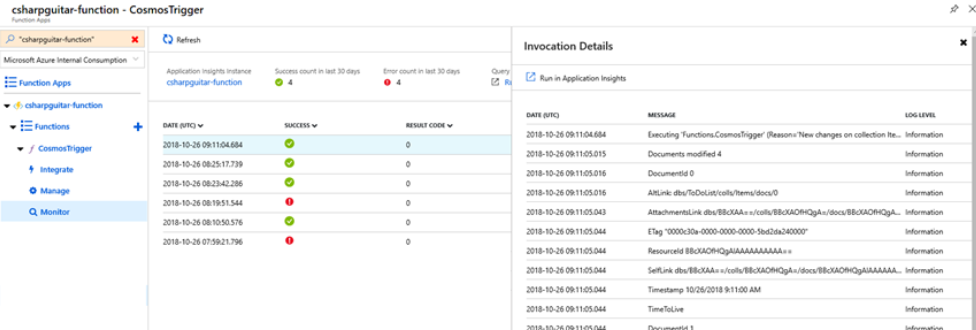 csharpguitar-function - CosmosTrigger
Function Apps
"csharpguitar-function"
Microsoft Azure Internal Consumption
Function Apps
csharpguitar-function
Functions
CosmosTrigger
Integrate
Manage
Monitor
Refresh
Application Insights Instance
csharpguitar-function
Success count in last 30 days
4
Error count in last 30 days
4
Query
DATE (UTC) SUCCESS RESULT CODE
2018-10-26 09:11:04.684 0
2018-10-26 08:25:17.739 0
2018-10-26 08:23:42.286 0
2018-10-26 08:19:51.544 0
2018-10-26 08:10:50.576 0
2018-10-26 07:59:21.796 0
Invocation Details
Run in Application Insights
DATE (UTC) MESSAGE LOG LEVEL
2018-10-26 09:11:04.684 Executing 'Functions.CosmosTrigger' (Reason='New changes on collection Ite... Information
2018-10-26 09:11:05.015 Documents modified 4 Information
2018-10-26 09:11:05.016 DocumentId 0 Information
2018-10-26 09:11:05.016 AltLink: dbs/ToDoList/colls/Items/docs/0 Information
2018-10-26 09:11:05.043 AttachmentsLink dbs/BBcXAA==/colls/BBcXAOfHQgA=/docs/BBcXAOfHQgA... Information
2018-10-26 09:11:05.044 ETag "0000c30a-0000-0000-0000-5bd2da240000" Information
2018-10-26 09:11:05.044 Information
2018-10-26 09:11:05.044 Information
2018-10-26 09:11:05.044 Timestamp 10/26/2018 9:11:00 AM Information
2018-10-26 09:11:05.044 TimeToLive Information
2018-10-26 09:11:05.044 DocumentId 1 Information